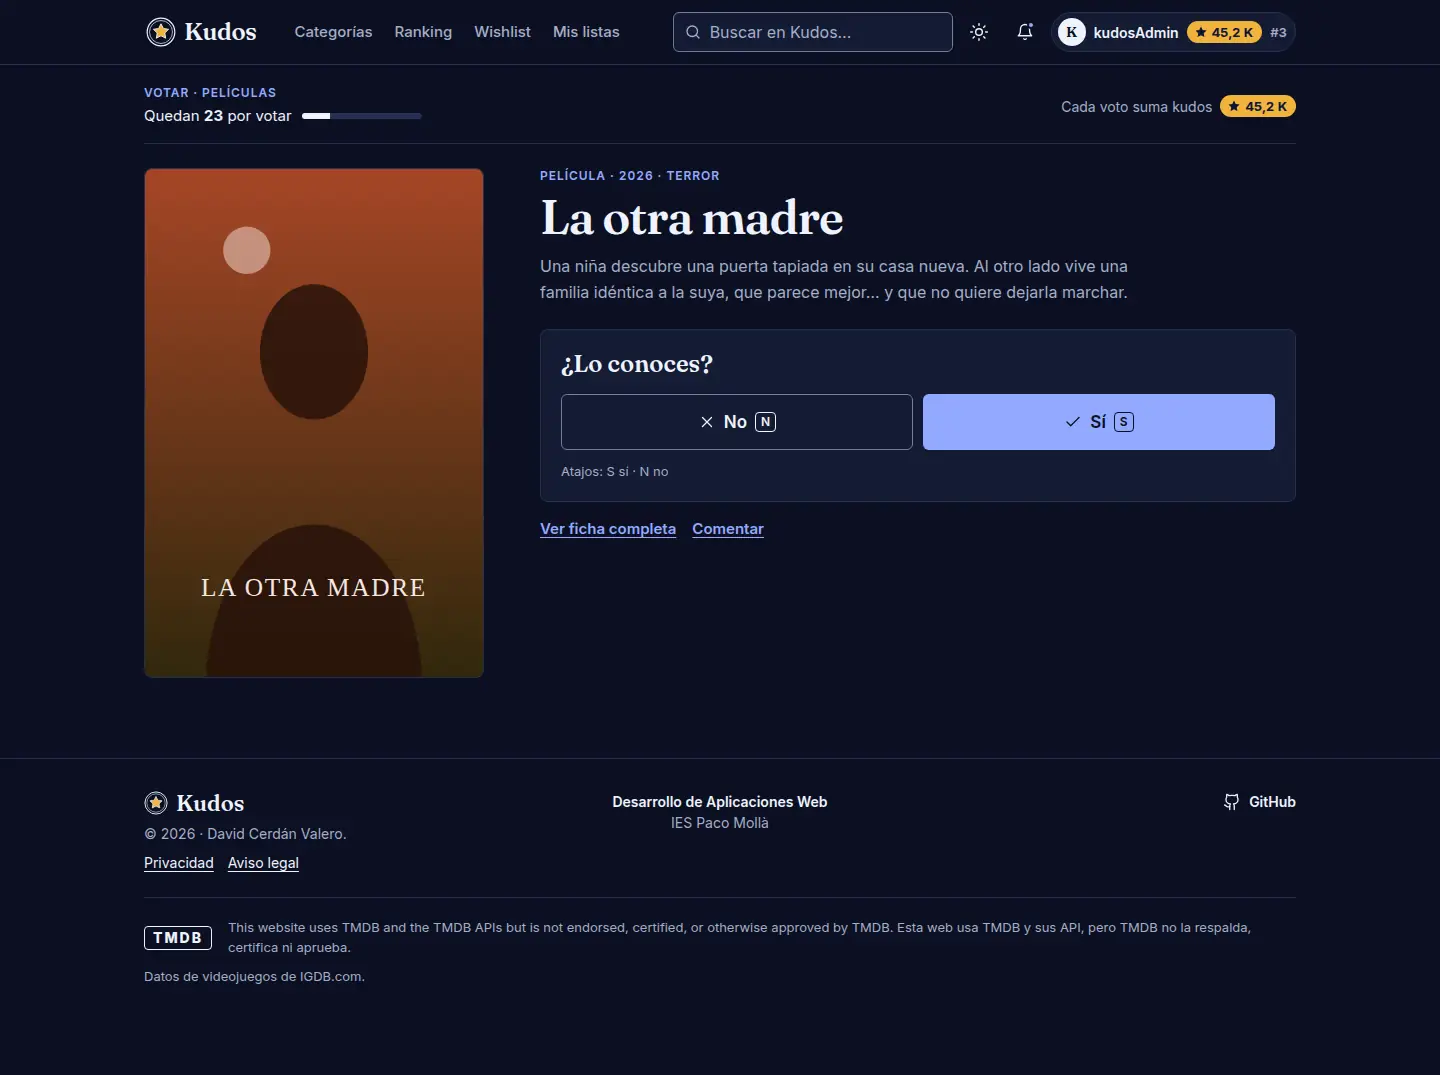 Kudos
Categorías
Ranking
Wishlist
Mis listas
Buscar en Kudos...
K
kudosAdmin
45,2 K
#3
VOTAR · PELÍCULAS
Quedan 23 por votar
Cada voto suma kudos
45,2 K
LA OTRA MADRE
PELÍCULA · 2026 · TERROR
La otra madre
Una niña descubre una puerta tapiada en su casa nueva. Al otro lado vive una
familia idéntica a la suya, que parece mejor... y que no quiere dejarla marchar.
¿Lo conoces?
No N
Sí S
Atajos: S sí · N no
Ver ficha completa
Comentar
Kudos
© 2026 · David Cerdán Valero.
Privacidad
Aviso legal
Desarrollo de Aplicaciones Web
IES Paco Mollà
GitHub
TMDB
This website uses TMDB and the TMDB APIs but is not endorsed, certified, or otherwise approved by TMDB. Esta web usa TMDB y sus API, pero TMDB no la respalda,
certifica ni aprueba.
Datos de videojuegos de IGDB.com.